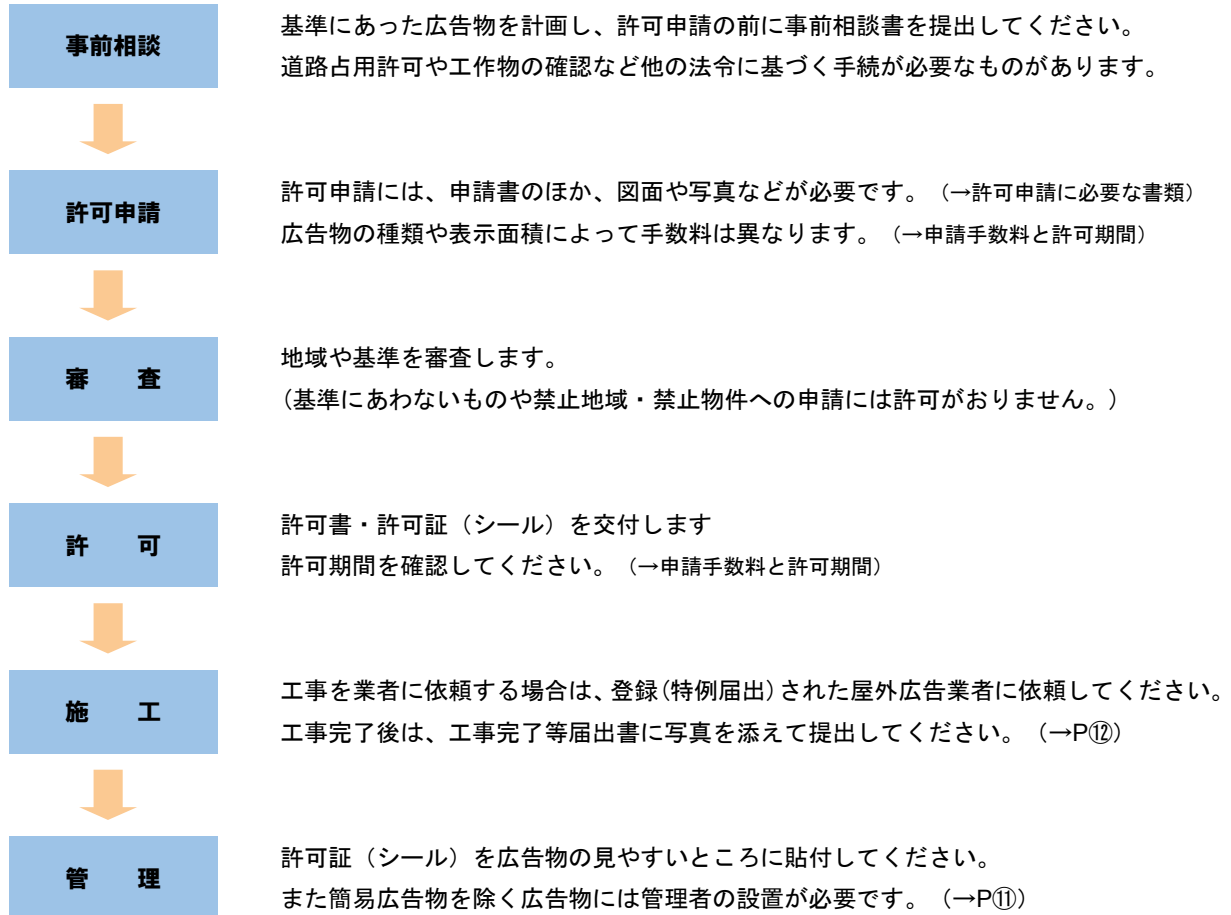 事前相談
基準にあった広告物を計画し、許可申請の前に事前相談書を提出してください。
道路占用許可や工作物の確認など他の法令に基づく手続が必要なものがあります。
許可申請
許可申請には、申請書のほか、図面や写真などが必要です。（→許可申請に必要な書類）
広告物の種類や表示面積によって手数料は異なります。（→申請手数料と許可期間）
審　査
地域や基準を審査します。
（基準にあわないものや禁止地域・禁止物件への申請には許可がおりません。）
許　可
許可書・許可証（シール）を交付します
許可期間を確認してください。（→申請手数料と許可期間）
施　工
工事を業者に依頼する場合は、登録（特例届出）された屋外広告業者に依頼してください。
工事完了後は、工事完了等届出書に写真を添えて提出してください。（→P⑫）
管　理
許可証（シール）を広告物の見やすいところに貼付してください。
また簡易広告物を除く広告物には管理者の設置が必要です。（→P⑪）